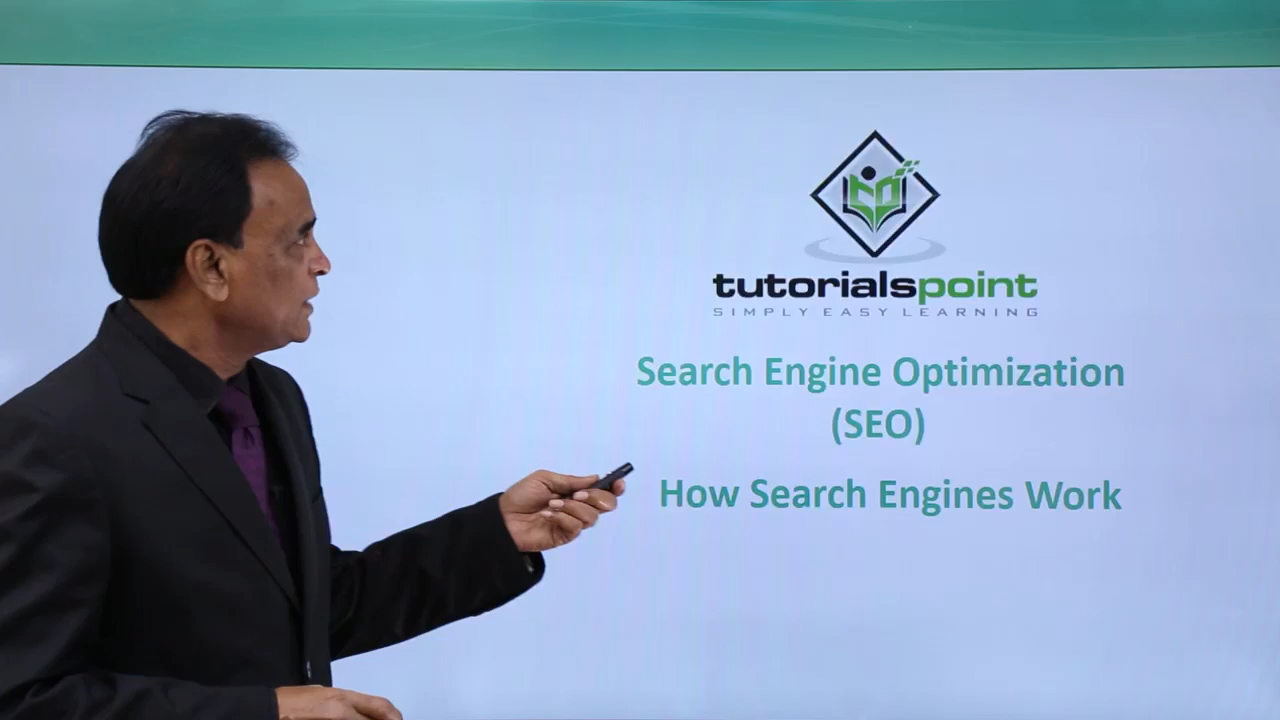 tutorialspoint
SIMPLY EASY LEARNING
Search Engine Optimization
(SEO)
How Search Engines Work